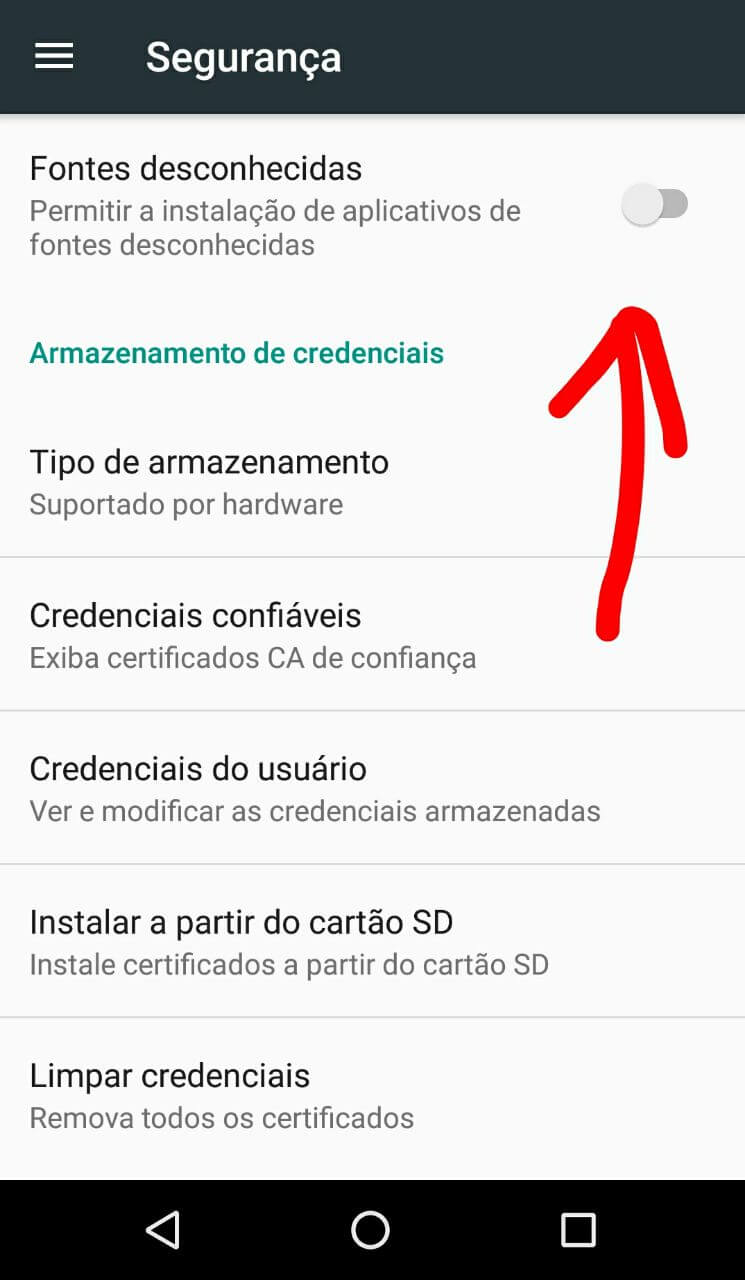 Segurança
Fontes desconhecidas
Permitir a instalação de aplicativos de
fontes desconhecidas
Armazenamento de credenciais
Tipo de armazenamento
Suportado por hardware
Credenciais confiáveis
Exiba certificados CA de confiança
Credenciais do usuário
Ver e modificar as credenciais armazenadas
Instalar a partir do cartão SD
Instale certificados a partir do cartão SD
Limpar credenciais
Remova todos os certificados